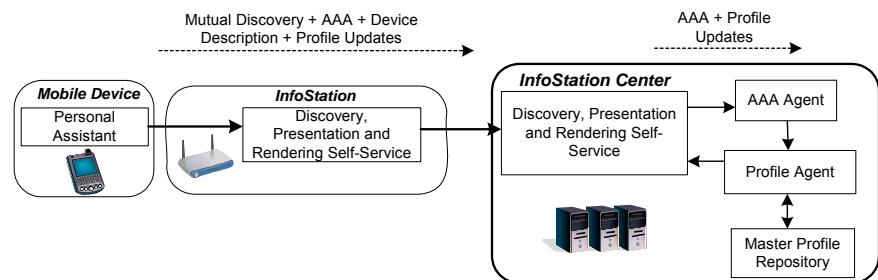 Mutual Discovery + AAA + Device
Description + Profile Updates
AAA + Profile
Updates
Mobile Device
Personal
Assistant
InfoStation
Discovery,
Presentation and
Rendering Self-Service
InfoStation Center
Discovery, Presentation
and Rendering Self-
Service
AAA Agent
Profile Agent
Master Profile
Repository